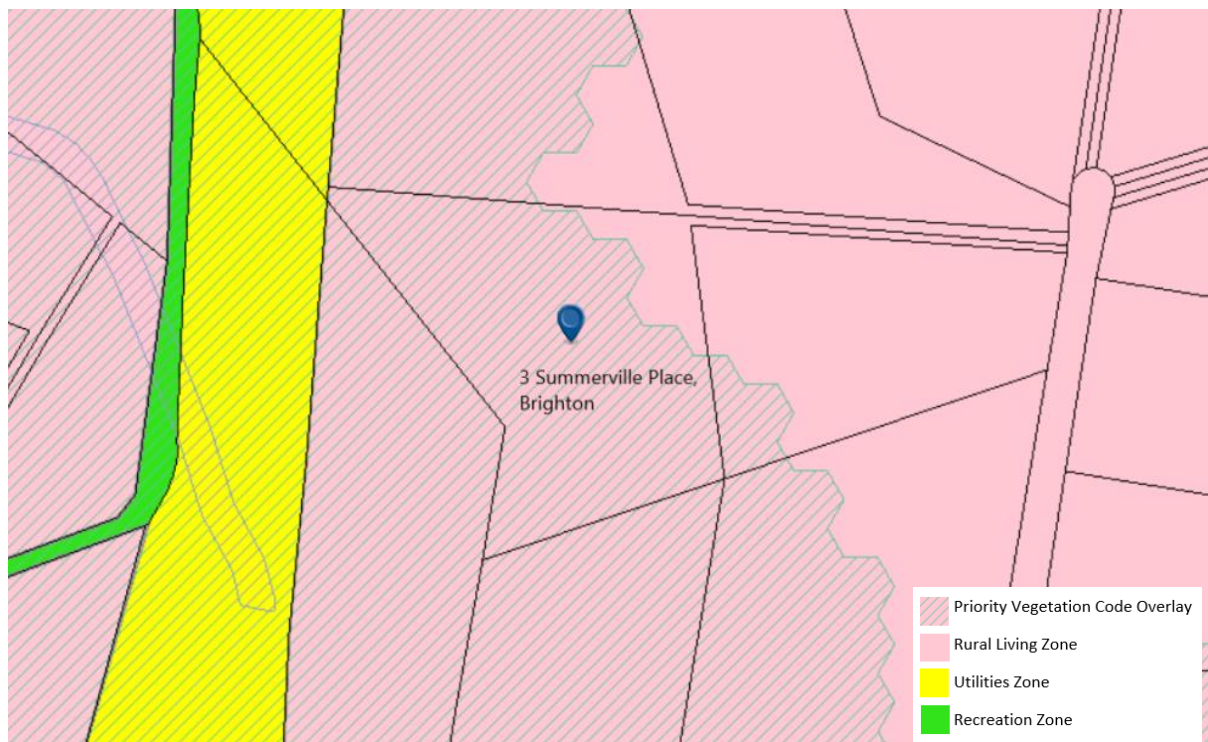 3 Summerville Place,
Brighton
Priority Vegetation Code Overlay
Rural Living Zone
Utilities Zone
Recreation Zone